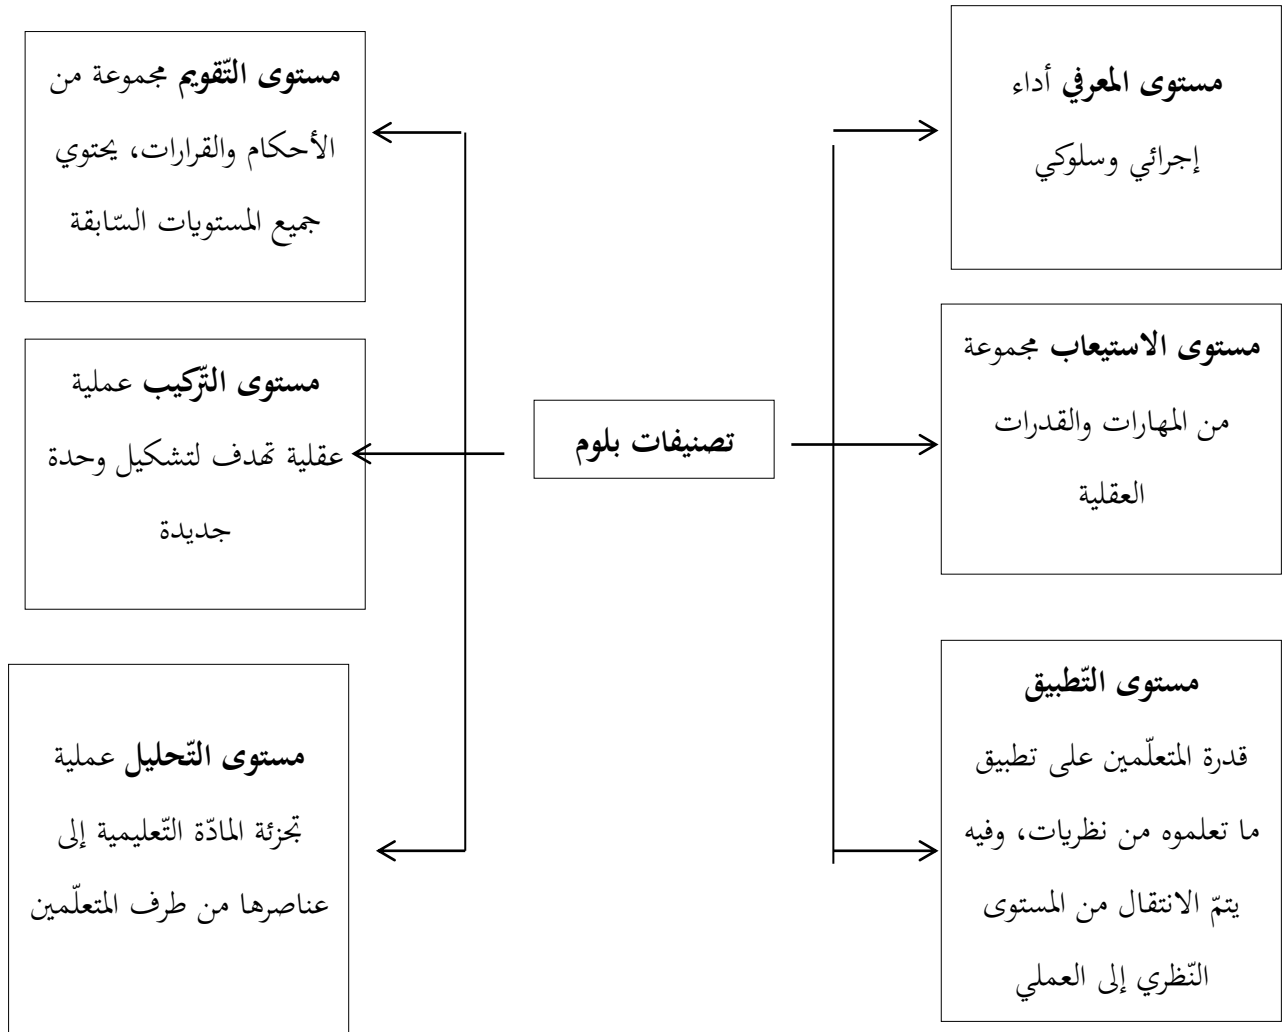 مستوى المعرفي أداء
إجرائي وسلوكي
مستوى الاستيعاب مجموعة
من المهارات والقدرات
العقلية
مستوى التّطبيق
قدرة المتعلّمين على تطبيق
ما تعلموه من نظريات، وفيه
يتمّ الانتقال من المستوى
النّظري إلى العملي
تصنيفات بلوم
مستوى التّقويم مجموعة من
الأحكام والقرارات، يحتوي
جميع المستويات السّابقة
مستوى التّركيب عملية
عقلية تهدف لتشكيل وحدة
جديدة
مستوى التّحليل عملية
تجزئة المادّة التّعليمية إلى
عناصرها من طرف المتعلّمين